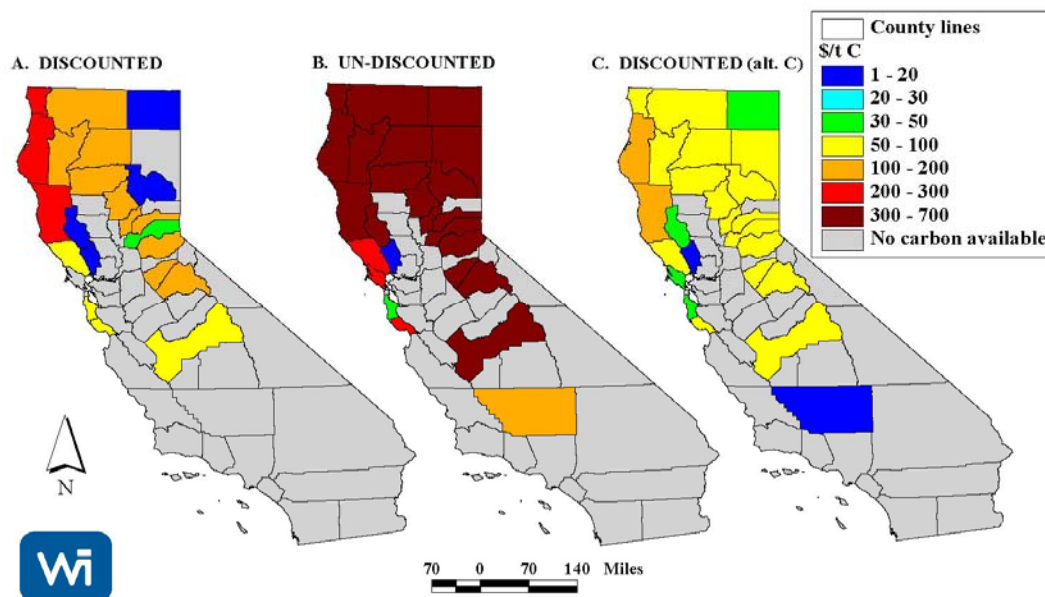 A. DISCOUNTED
B. UN-DISCOUNTED
C. DISCOUNTED (alt. C)
County lines
$/t C
1 - 20
20 - 30
30 - 50
50 - 100
100 - 200
200 - 300
300 - 700
No carbon available
N
Wi
70 0 70 140 Miles